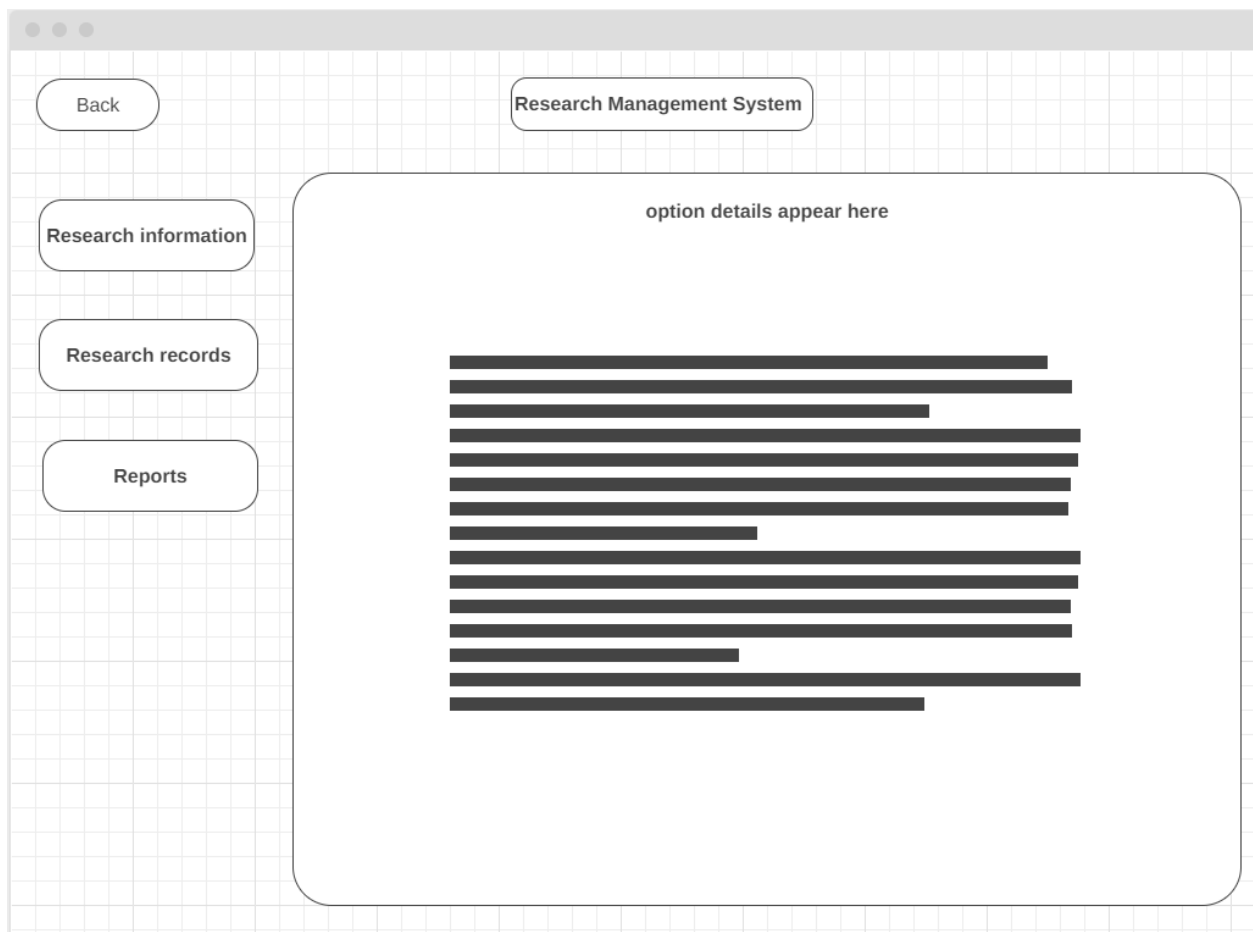 Back
Research Management System
option details appear here
Research information
Research records
Reports